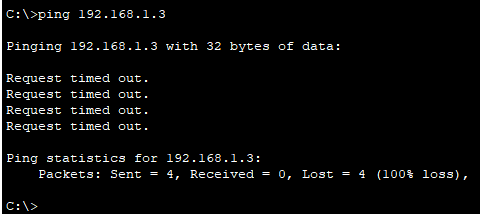 C:\>ping 192.168.1.3
Pinging 192.168.1.3 with 32 bytes of data:
Request timed out.
Request timed out.
Request timed out.
Request timed out.
Ping statistics for 192.168.1.3:
    Packets: Sent = 4, Received = 0, Lost = 4 (100% loss),
C:\>